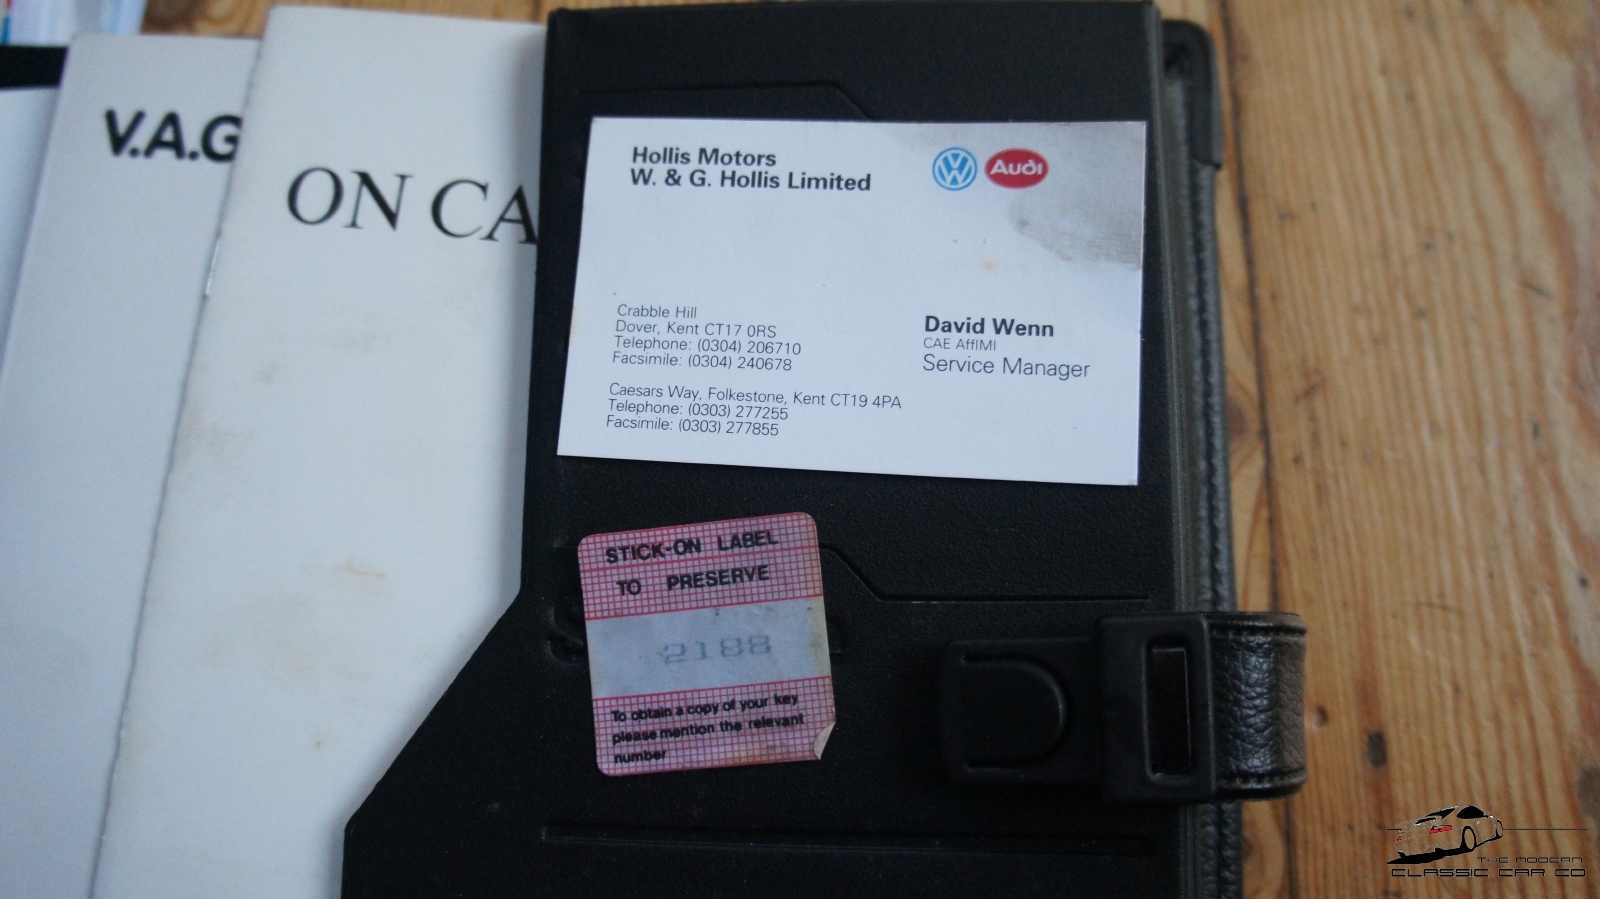 V.A.G
ON CA
Hollis Motors
W. & G. Hollis Limited
Audi
Crabble Hill
Dover, Kent CT17 0RS
Telephone: (0304) 206710
Facsimile: (0304) 240678
Caesars Way, Folkestone, Kent CT19 4PA
Telephone: (0303) 277255
Facsimile: (0303) 277855
David Wenn
CAE AffIMI
Service Manager
STICK-ON LABEL
TO PRESERVE
2188
To obtain a copy of your key
please mention the relevant
number
THE MODERN
CLASSIC CAR CO